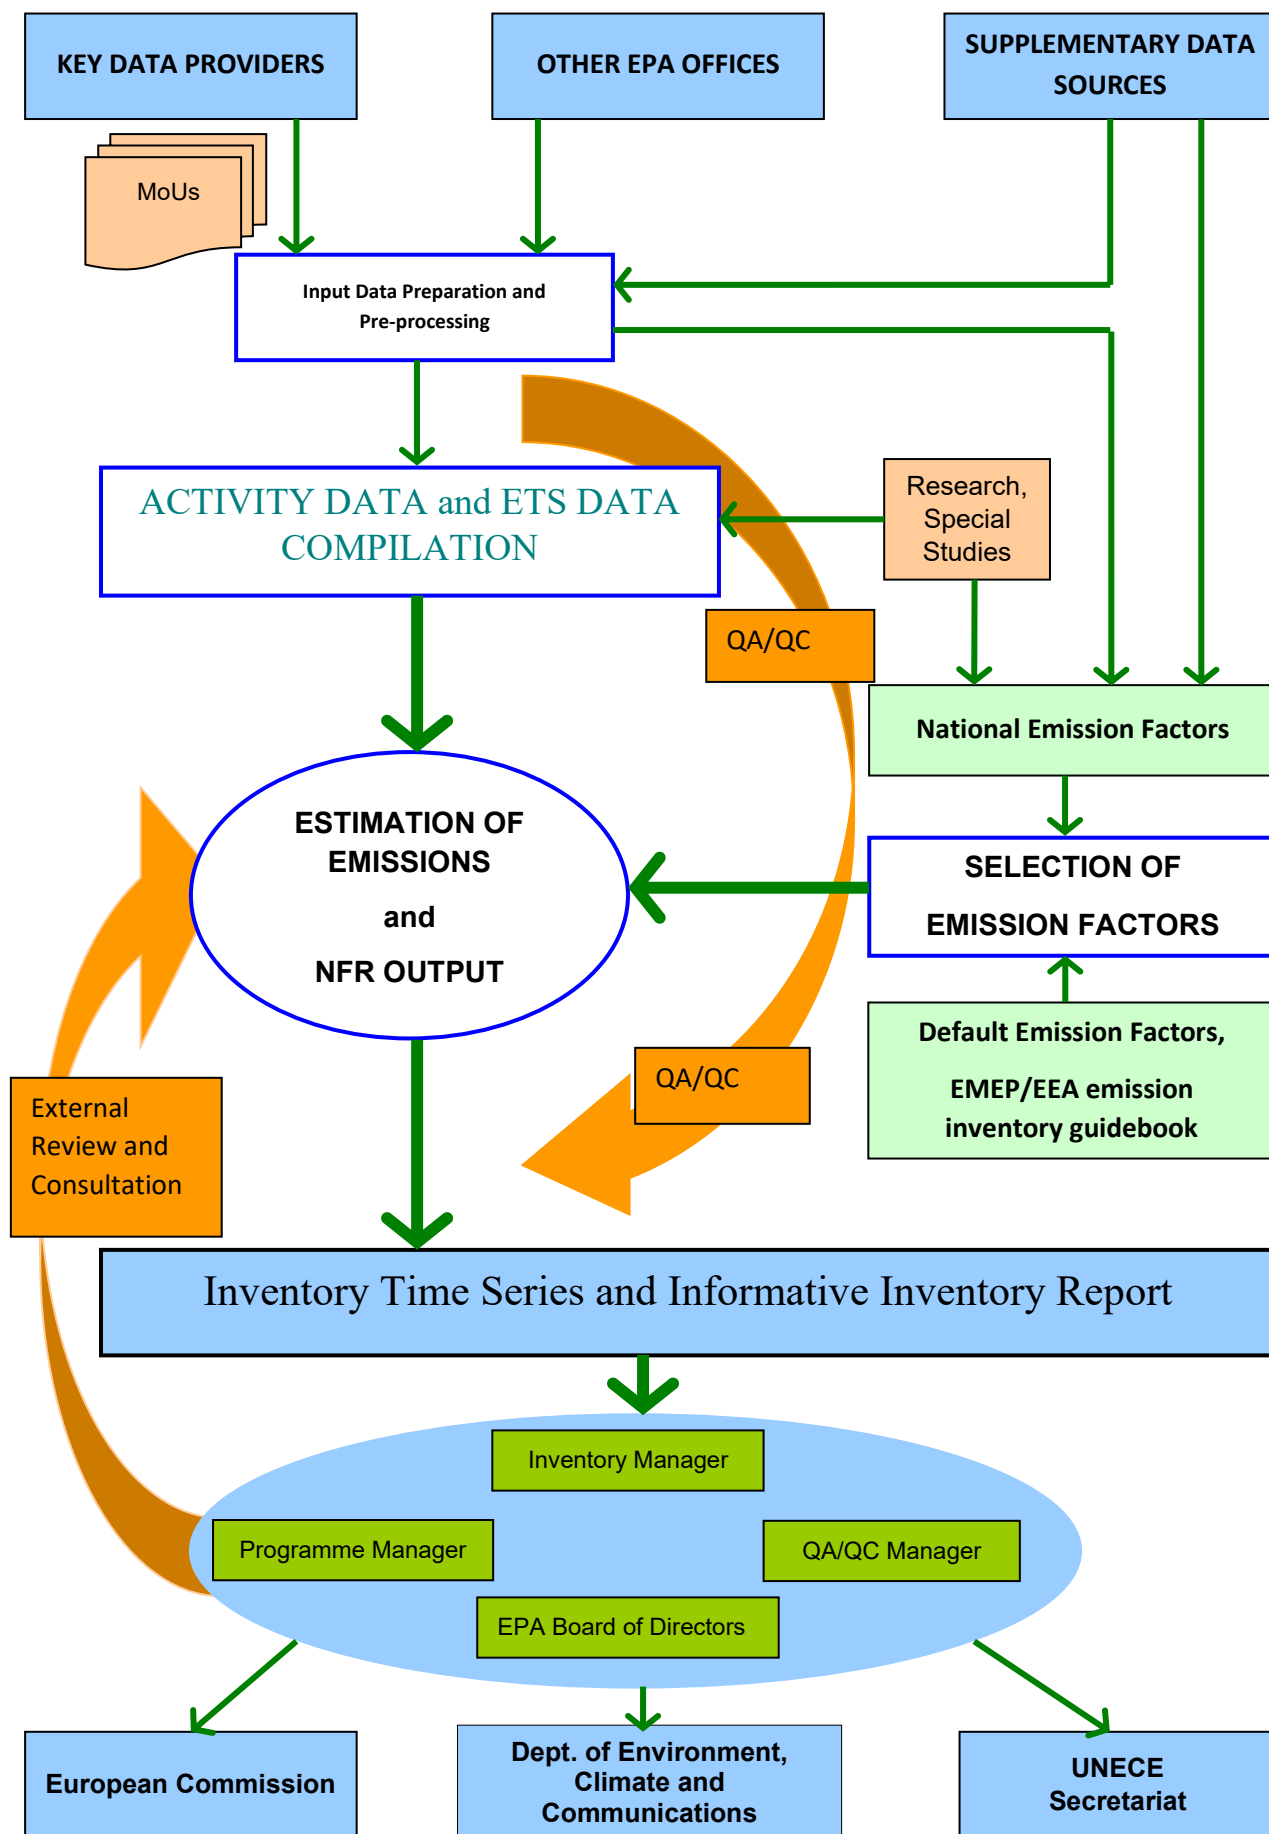 KEY DATA PROVIDERS
OTHER EPA OFFICES
SUPPLEMENTARY DATA
SOURCES
MoUs
Input Data Preparation and
Pre-processing
ACTIVITY DATA and ETS DATA
COMPILATION
Research,
Special
Studies
QA/QC
National Emission Factors
ESTIMATION OF
EMISSIONS
and
NFR OUTPUT
SELECTION OF
EMISSION FACTORS
Default Emission Factors,
EMEP/EEA emission
inventory guidebook
QA/QC
External
Review and
Consultation
Inventory Time Series and Informative Inventory Report
Inventory Manager
Programme Manager
QA/QC Manager
EPA Board of Directors
European Commission
Dept. of Environment,
Climate and
Communications
UNECE
Secretariat